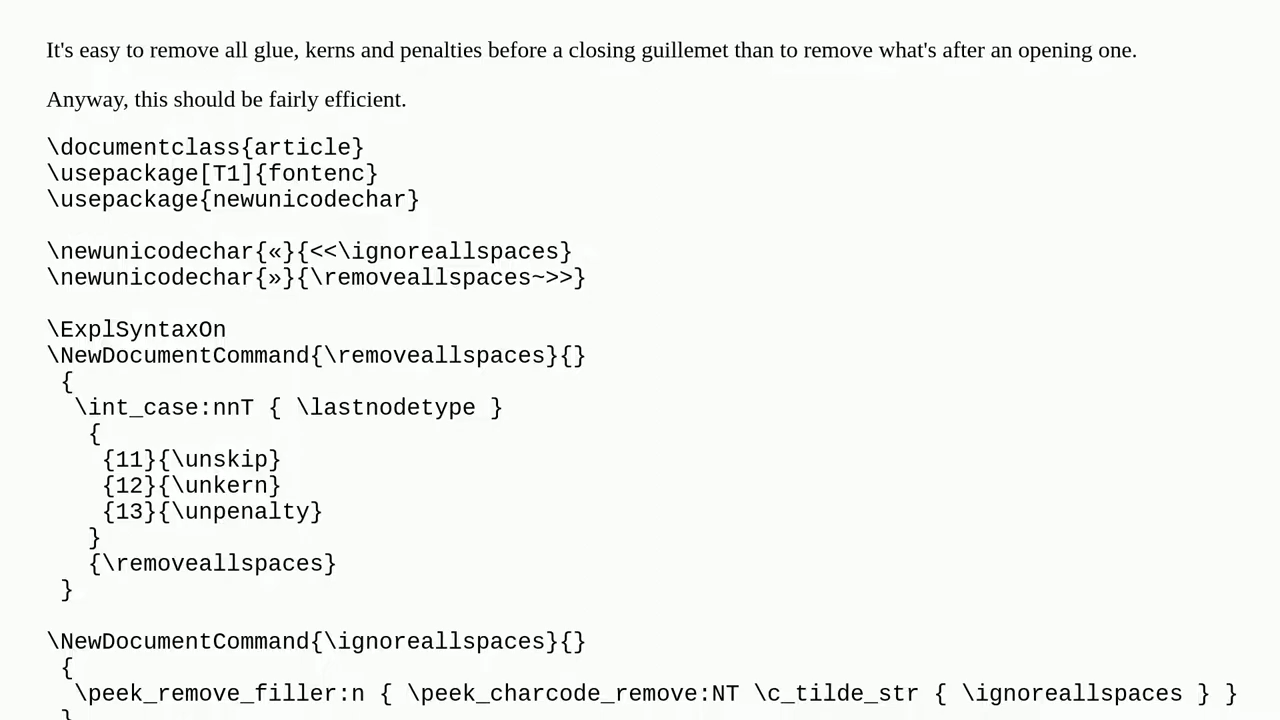 It's easy to remove all glue, kerns and penalties before a closing guillemet than to remove what's after an opening one.
Anyway, this should be fairly efficient.
\documentclass{article}
\usepackage[T1]{fontenc}
\usepackage{newunicodechar}
\newunicodechar{«}{<<\ignoreallspaces}
\newunicodechar{»}{\removeallspaces~>>}
\ExplSyntaxOn
\NewDocumentCommand{\removeallspaces}{}
{
\int_case:nnT { \lastnodetype }
{
{11}{\unskip}
{12}{\unkern}
{13}{\unpenalty}
}
{\removeallspaces}
}
\NewDocumentCommand{\ignoreallspaces}{}
{
\peek_remove_filler:n { \peek_charcode_remove:NT \c_tilde_str { \ignoreallspaces } }
}